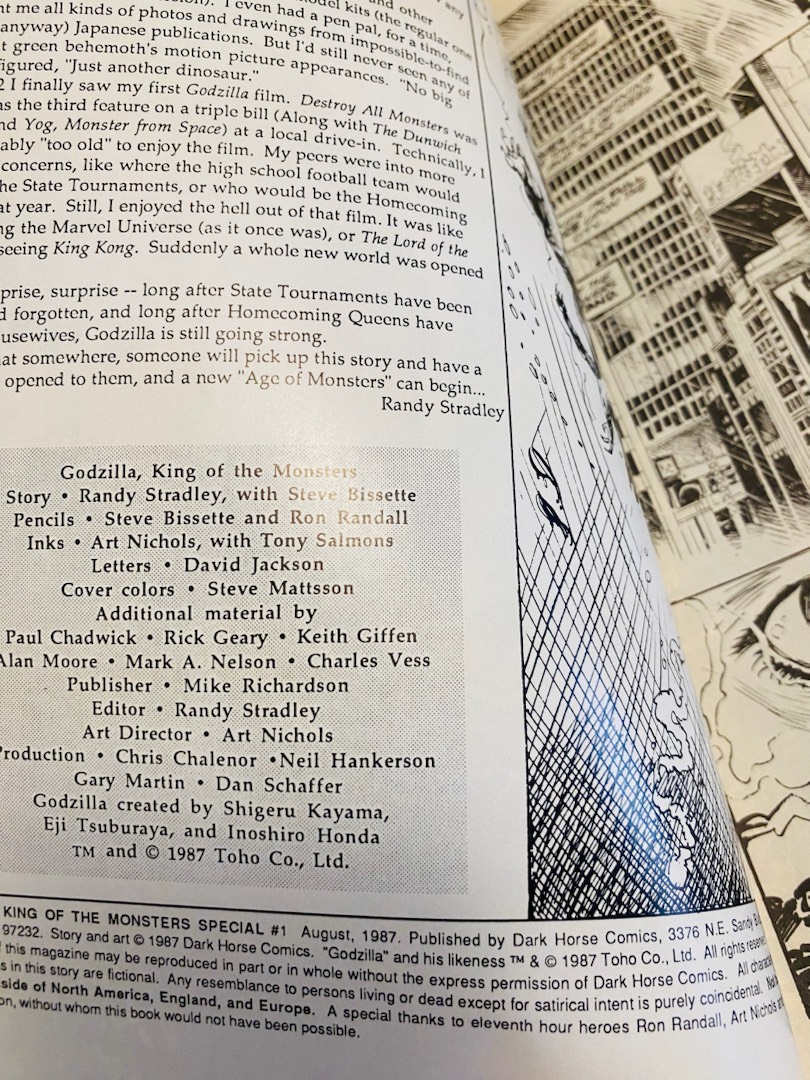 any
and other
model kits (the regular one
I even had a pen pal, for a time,
nt me all kinds of photos and drawings from impossible-to-find
anyway) Japanese publications. But I'd still never seen any of
t green behemoth's motion picture appearances. "No big
figured, "Just another dinosaur."
2 I finally saw my first Godzilla film. Destroy All Monsters was
as the third feature on a triple bill (Along with The Dunwich
nd Yog, Monster from Space) at a local drive-in. Technically, I
ably "too old" to enjoy the film. My peers were into more
concerns, like where the high school football team would
he State Tournaments, or who would be the Homecoming
at year. Still, I enjoyed the hell out of that film. It was like
ng the Marvel Universe (as it once was), or The Lord of the
seeing King Kong. Suddenly a whole new world was opened
prise, surprise -- long after State Tournaments have been
d forgotten, and long after Homecoming Queens have
usewives, Godzilla is still going strong.
at somewhere, someone will pick up this story and have a
opened to them, and a new "Age of Monsters" can begin...
Randy Stradley
Godzilla, King of the Monsters
Story • Randy Stradley, with Steve Bissette
Pencils • Steve Bissette and Ron Randall
Inks • Art Nichols, with Tony Salmons
Letters • David Jackson
Cover colors • Steve Mattsson
Additional material by
Paul Chadwick • Rick Geary • Keith Giffen
Alan Moore • Mark A. Nelson • Charles Vess
Publisher • Mike Richardson
Editor • Randy Stradley
Art Director • Art Nichols
Production • Chris Chalenor •Neil Hankerson
Gary Martin • Dan Schaffer
Godzilla created by Shigeru Kayama,
Eji Tsuburaya, and Inoshiro Honda
TM and © 1987 Toho Co., Ltd.
KING OF THE MONSTERS SPECIAL #1 August, 1987. Published by Dark Horse Comics, 3376 N.E. Sandy
97232. Story and art © 1987 Dark Horse Comics. "Godzilla" and his likeness ™ & © 1987 Toho Co., Ltd. All rights
this magazine may be reproduced in part or in whole without the express permission of Dark Horse Comics. All
s in this story are fictional. Any resemblance to persons living or dead except for satirical intent is purely coincidental.
side of North America, England, and Europe. A special thanks to eleventh hour heroes Ron Randall, Art Nichols
on, without whom this book would not have been possible.